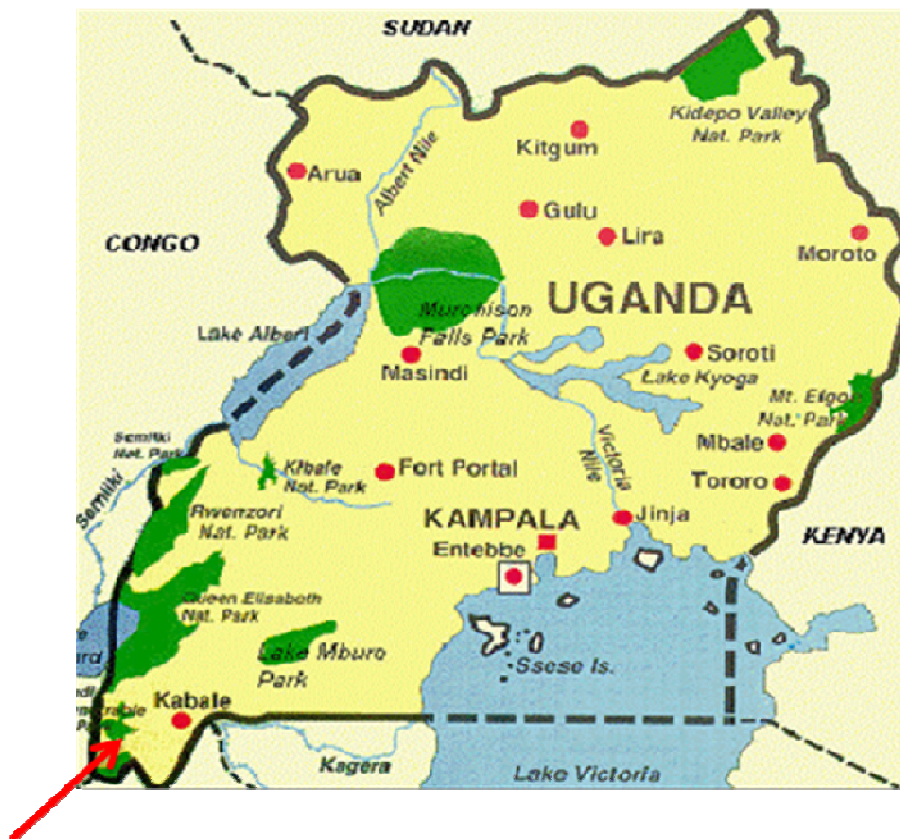 SUDAN
Kidepo Valley
Nat. Park
Kitgum
Arua
Albert Nile
Gulu
Lira
CONGO
Moroto
UGANDA
Murchison
Falls Park
Lake Albert
Masindi
Soroti
Lake Kyoga
Mt. Elgon
Nat. Park
Mbale
Semliki
Nat. Park
Kibale
Nat. Park
Fort Portal
Victoria
Nile
Tororo
Semliki
Rwenzori
Nat. Park
KAMPALA
Jinja
KENYA
Entebbe
Queen Elisabeth
Nat. Park
Lake Mburo
Park
Ssese Is.
Kabale
Kagera
Lake Victoria